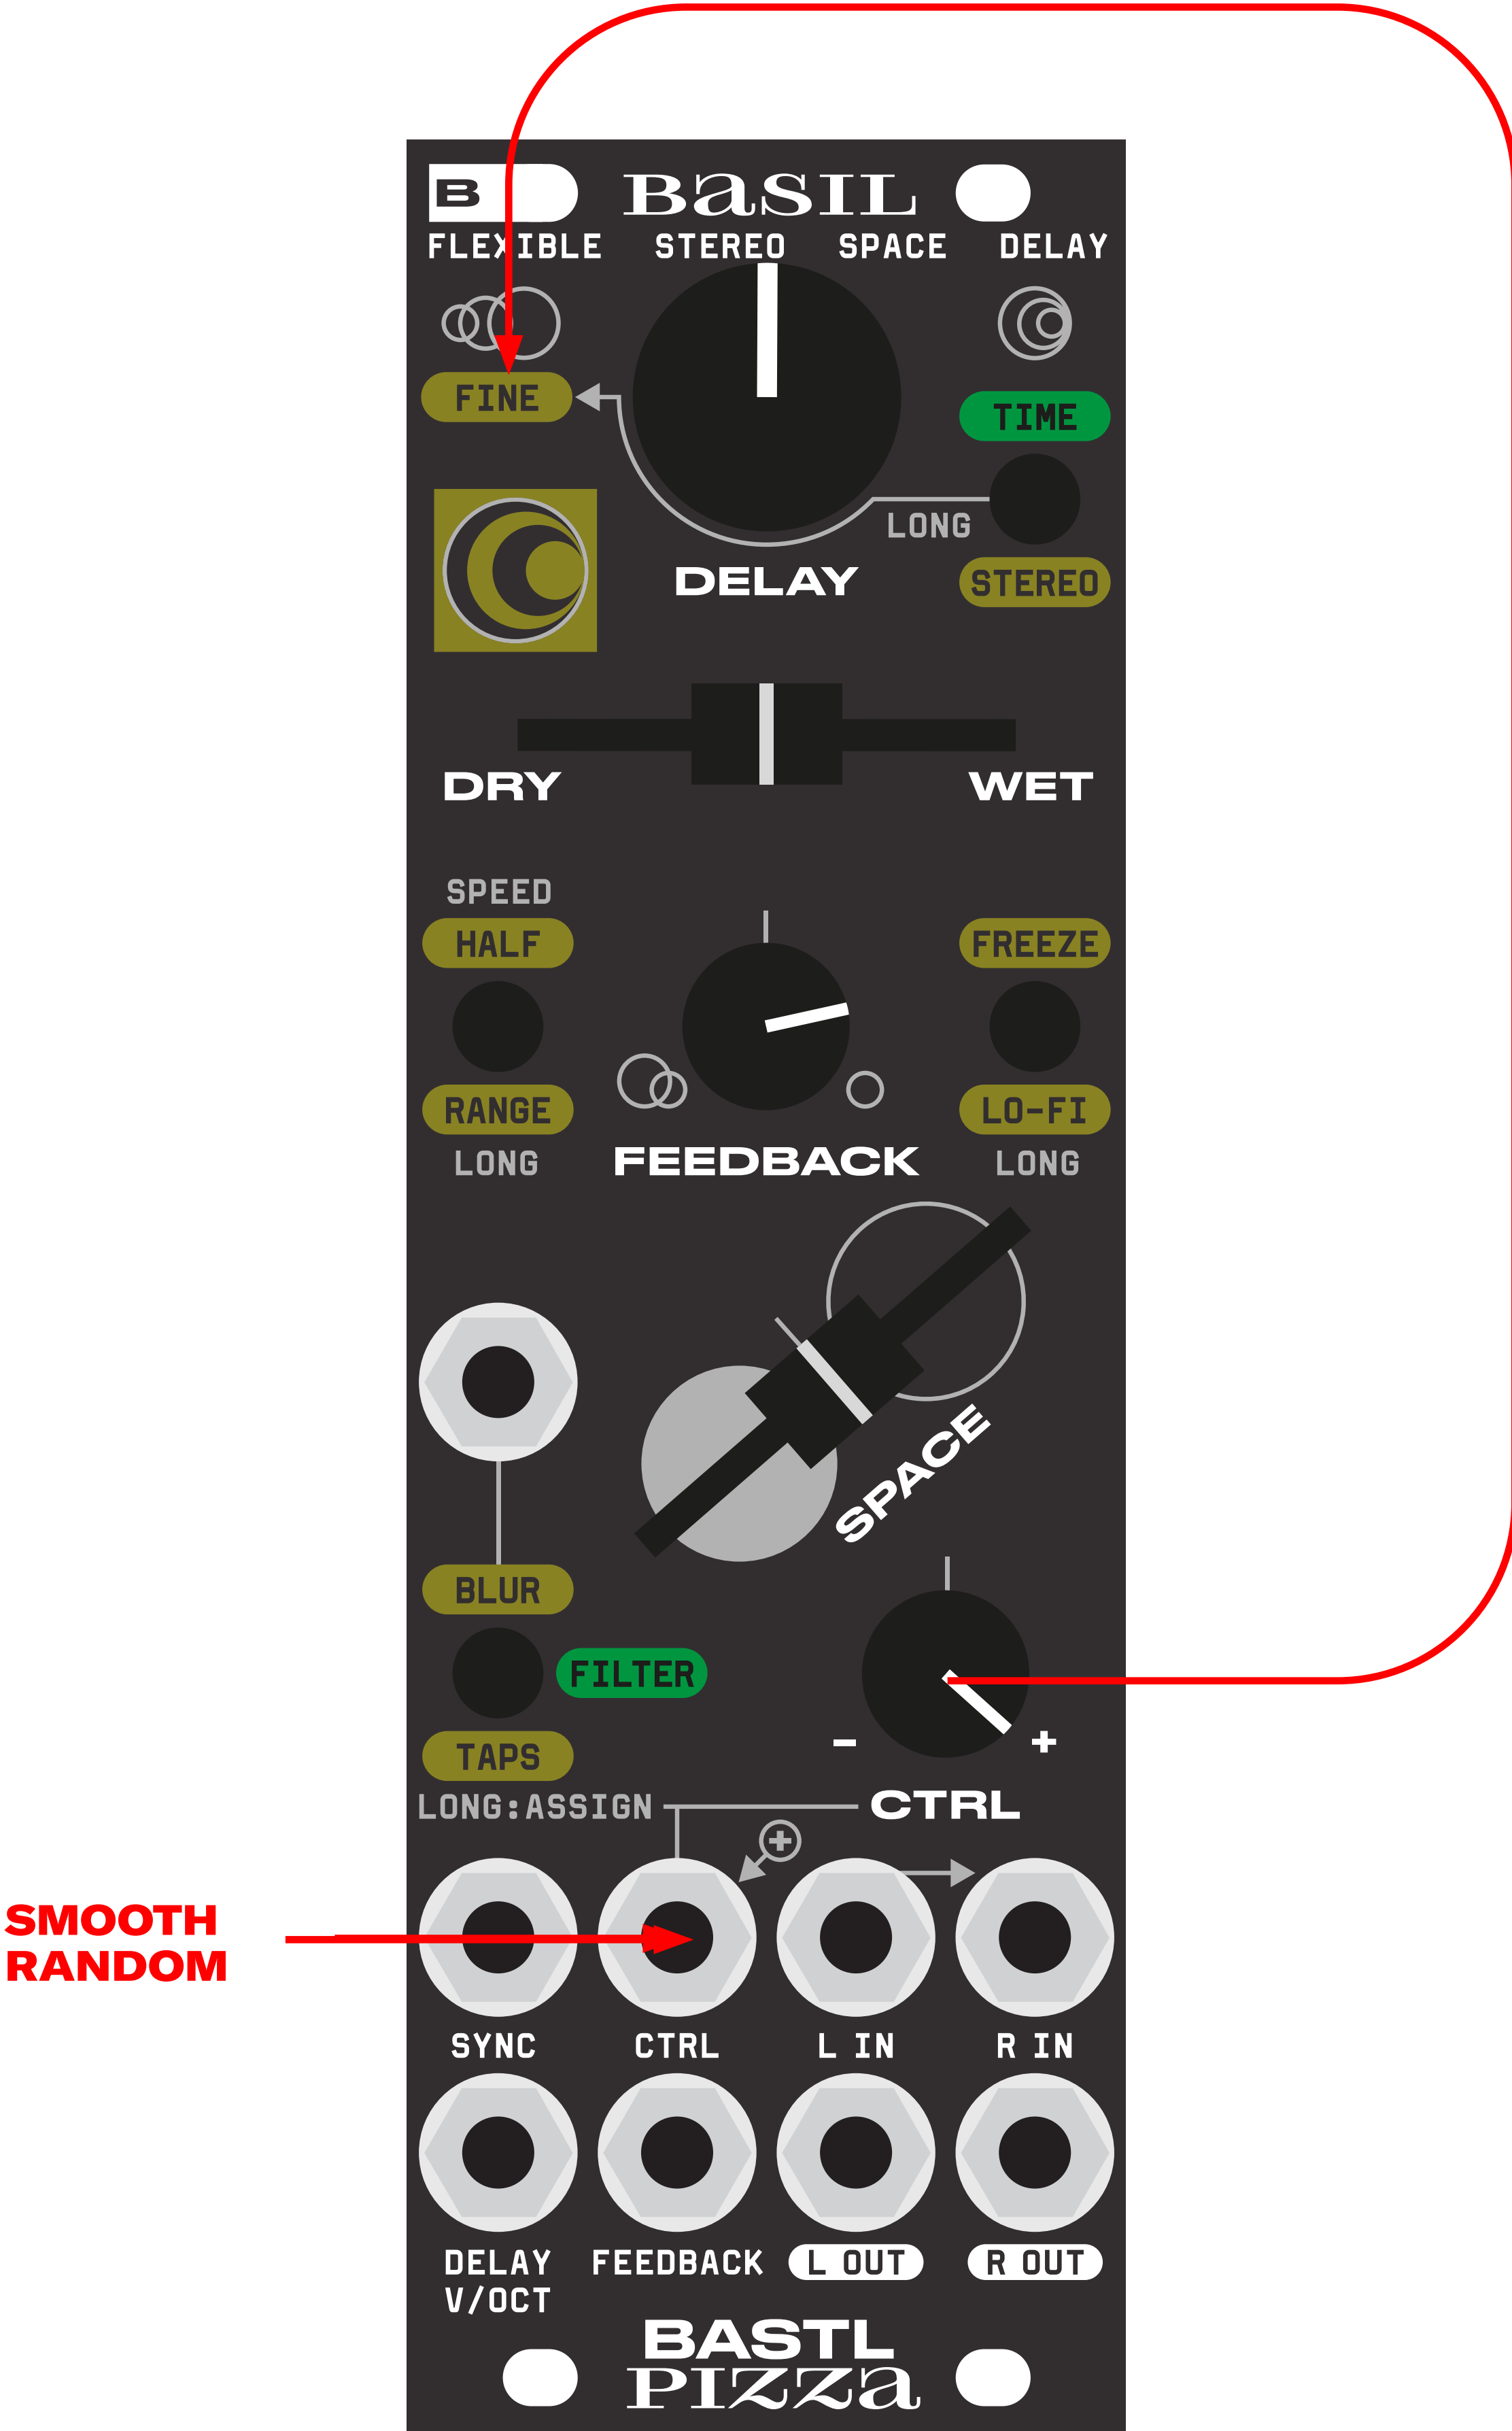 B
BaSIL
FLEXIBLE STEREO SPACE DELAY
FINE
TIME
LONG
DELAY
STEREO
DRY
WET
SPEED
HALF
FREEZE
RANGE
LO-FI
LONG
FEEDBACK
LONG
SPACE
BLUR
FILTER
TAPS
- +
LONG:ASSIGN
CTRL
+
SMOOTH
RANDOM
SYNC CTRL L IN R IN
DELAY
V/OCT
FEEDBACK
L OUT
R OUT
BASTL
PIZZa